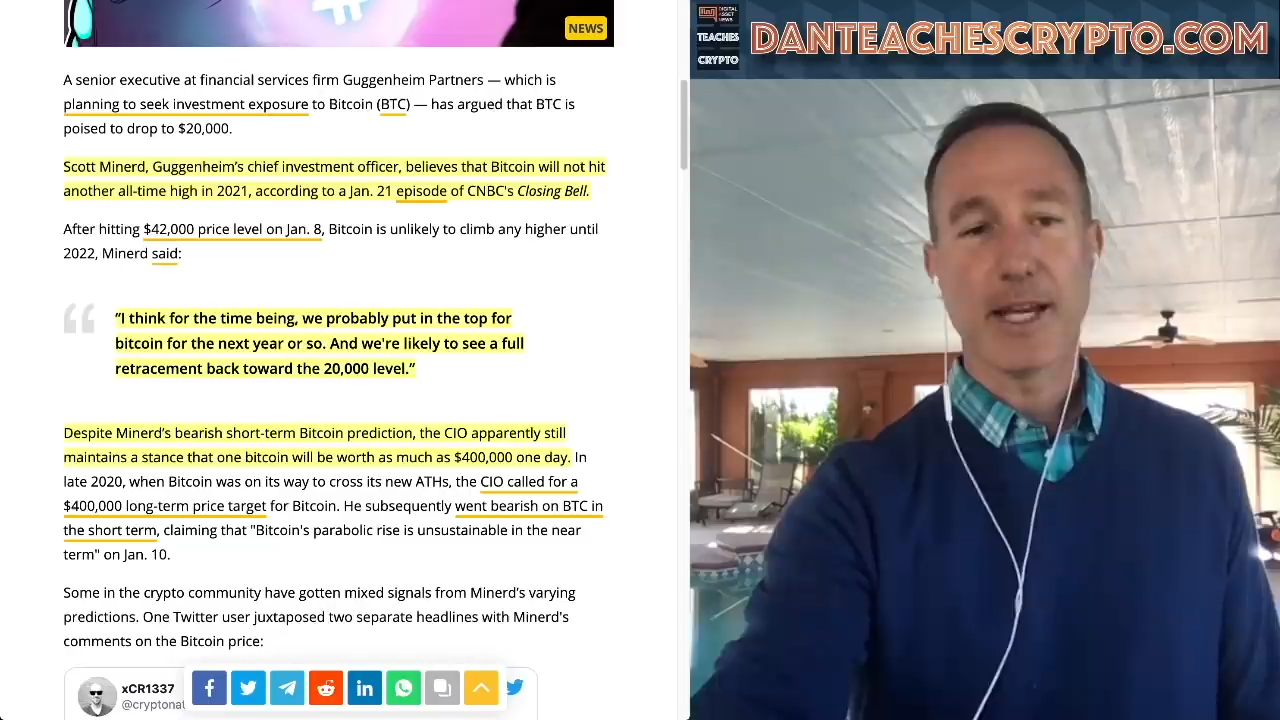 NEWS
A senior executive at financial services firm Guggenheim Partners — which is
planning to seek investment exposure to Bitcoin (BTC) — has argued that BTC is
poised to drop to $20,000.
Scott Minerd, Guggenheim's chief investment officer, believes that Bitcoin will not hit
another all-time high in 2021, according to a Jan. 21 episode of CNBC's Closing Bell.
After hitting $42,000 price level on Jan. 8, Bitcoin is unlikely to climb any higher until
2022, Minerd said:
“I think for the time being, we probably put in the top for
bitcoin for the next year or so. And we're likely to see a full
retracement back toward the 20,000 level.”
Despite Minerd’s bearish short-term Bitcoin prediction, the CIO apparently still
maintains a stance that one bitcoin will be worth as much as $400,000 one day. In
late 2020, when Bitcoin was on its way to cross its new ATHs, the CIO called for a
$400,000 long-term price target for Bitcoin. He subsequently went bearish on BTC in
the short term, claiming that "Bitcoin's parabolic rise is unsustainable in the near
term" on Jan. 10.
Some in the crypto community have gotten mixed signals from Minerd's varying
predictions. One Twitter user juxtaposed two separate headlines with Minerd's
comments on the Bitcoin price:
xCR1337
DIGITAL
ASSET
NEWS
TEACHES
CRYPTO
DANTEACHESCRYPTO.COM